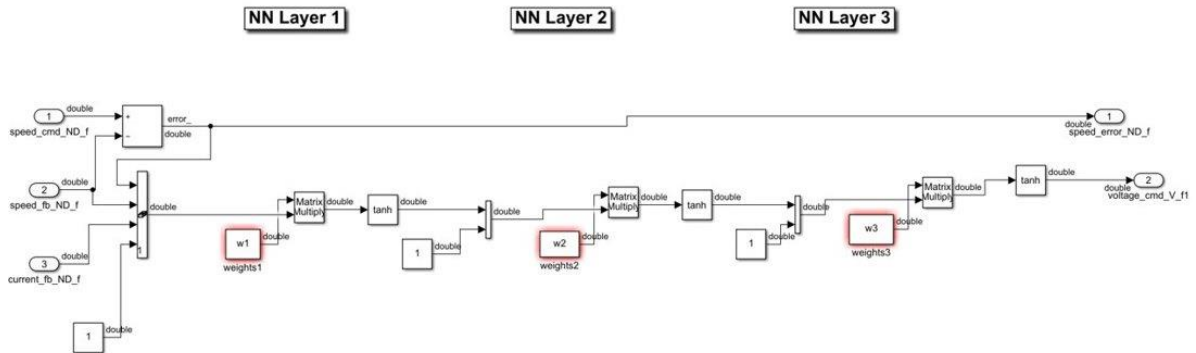 NN Layer 1
NN Layer 2
NN Layer 3
1
double
speed_cmd_ND_f
+
−
error_
double
double
1
speed_error_ND_f
2
double
speed_fb_ND_f
double
3
double
current_fb_ND_f
1
double
w1
double
weights1
Matrix
Multiply
double
tanh
double
1
double
double
w2
double
weights2
Matrix
Multiply
double
tanh
double
1
double
double
w3
double
weights3
Matrix
Multiply
double
tanh
double
double
2
voltage_cmd_V_f1